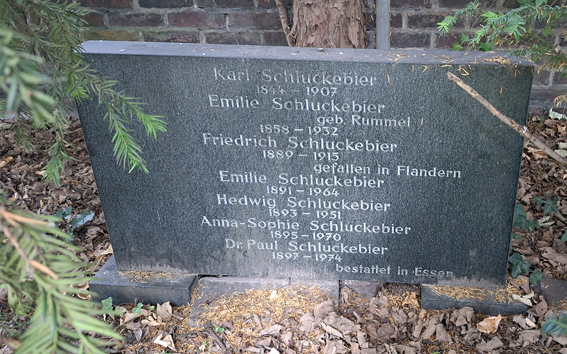 Karl Schluckebier
1844 – 1907
Emilie Schluckebier
geb. Rummel
1858 – 1932
Friedrich Schluckebier
1889 – 1915
gefallen in Flandern
Emilie Schluckebier
1891 – 1964
Hedwig Schluckebier
1893 – 1951
Anna-Sophie Schluckebier
1895 – 1970
Dr. Paul Schluckebier
1897 – 1974
bestattet in Essen